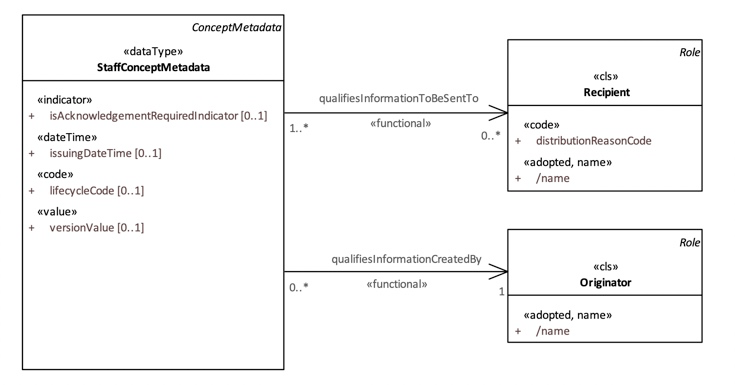 ConceptMetadata
«dataType»
StaffConceptMetadata
«indicator»
+ isAcknowledgementRequiredIndicator [0..1]
«dateTime»
+ issuingDateTime [0..1]
«code»
+ lifecycleCode [0..1]
«value»
+ versionValue [0..1]
qualifiesInformationToBeSentTo
1..*
«functional»
0..*
Role
«cls»
Recipient
«code»
+ distributionReasonCode
«adopted, name»
+ /name
qualifiesInformationCreatedBy
0..*
«functional»
1
Role
«cls»
Originator
«adopted, name»
+ /name